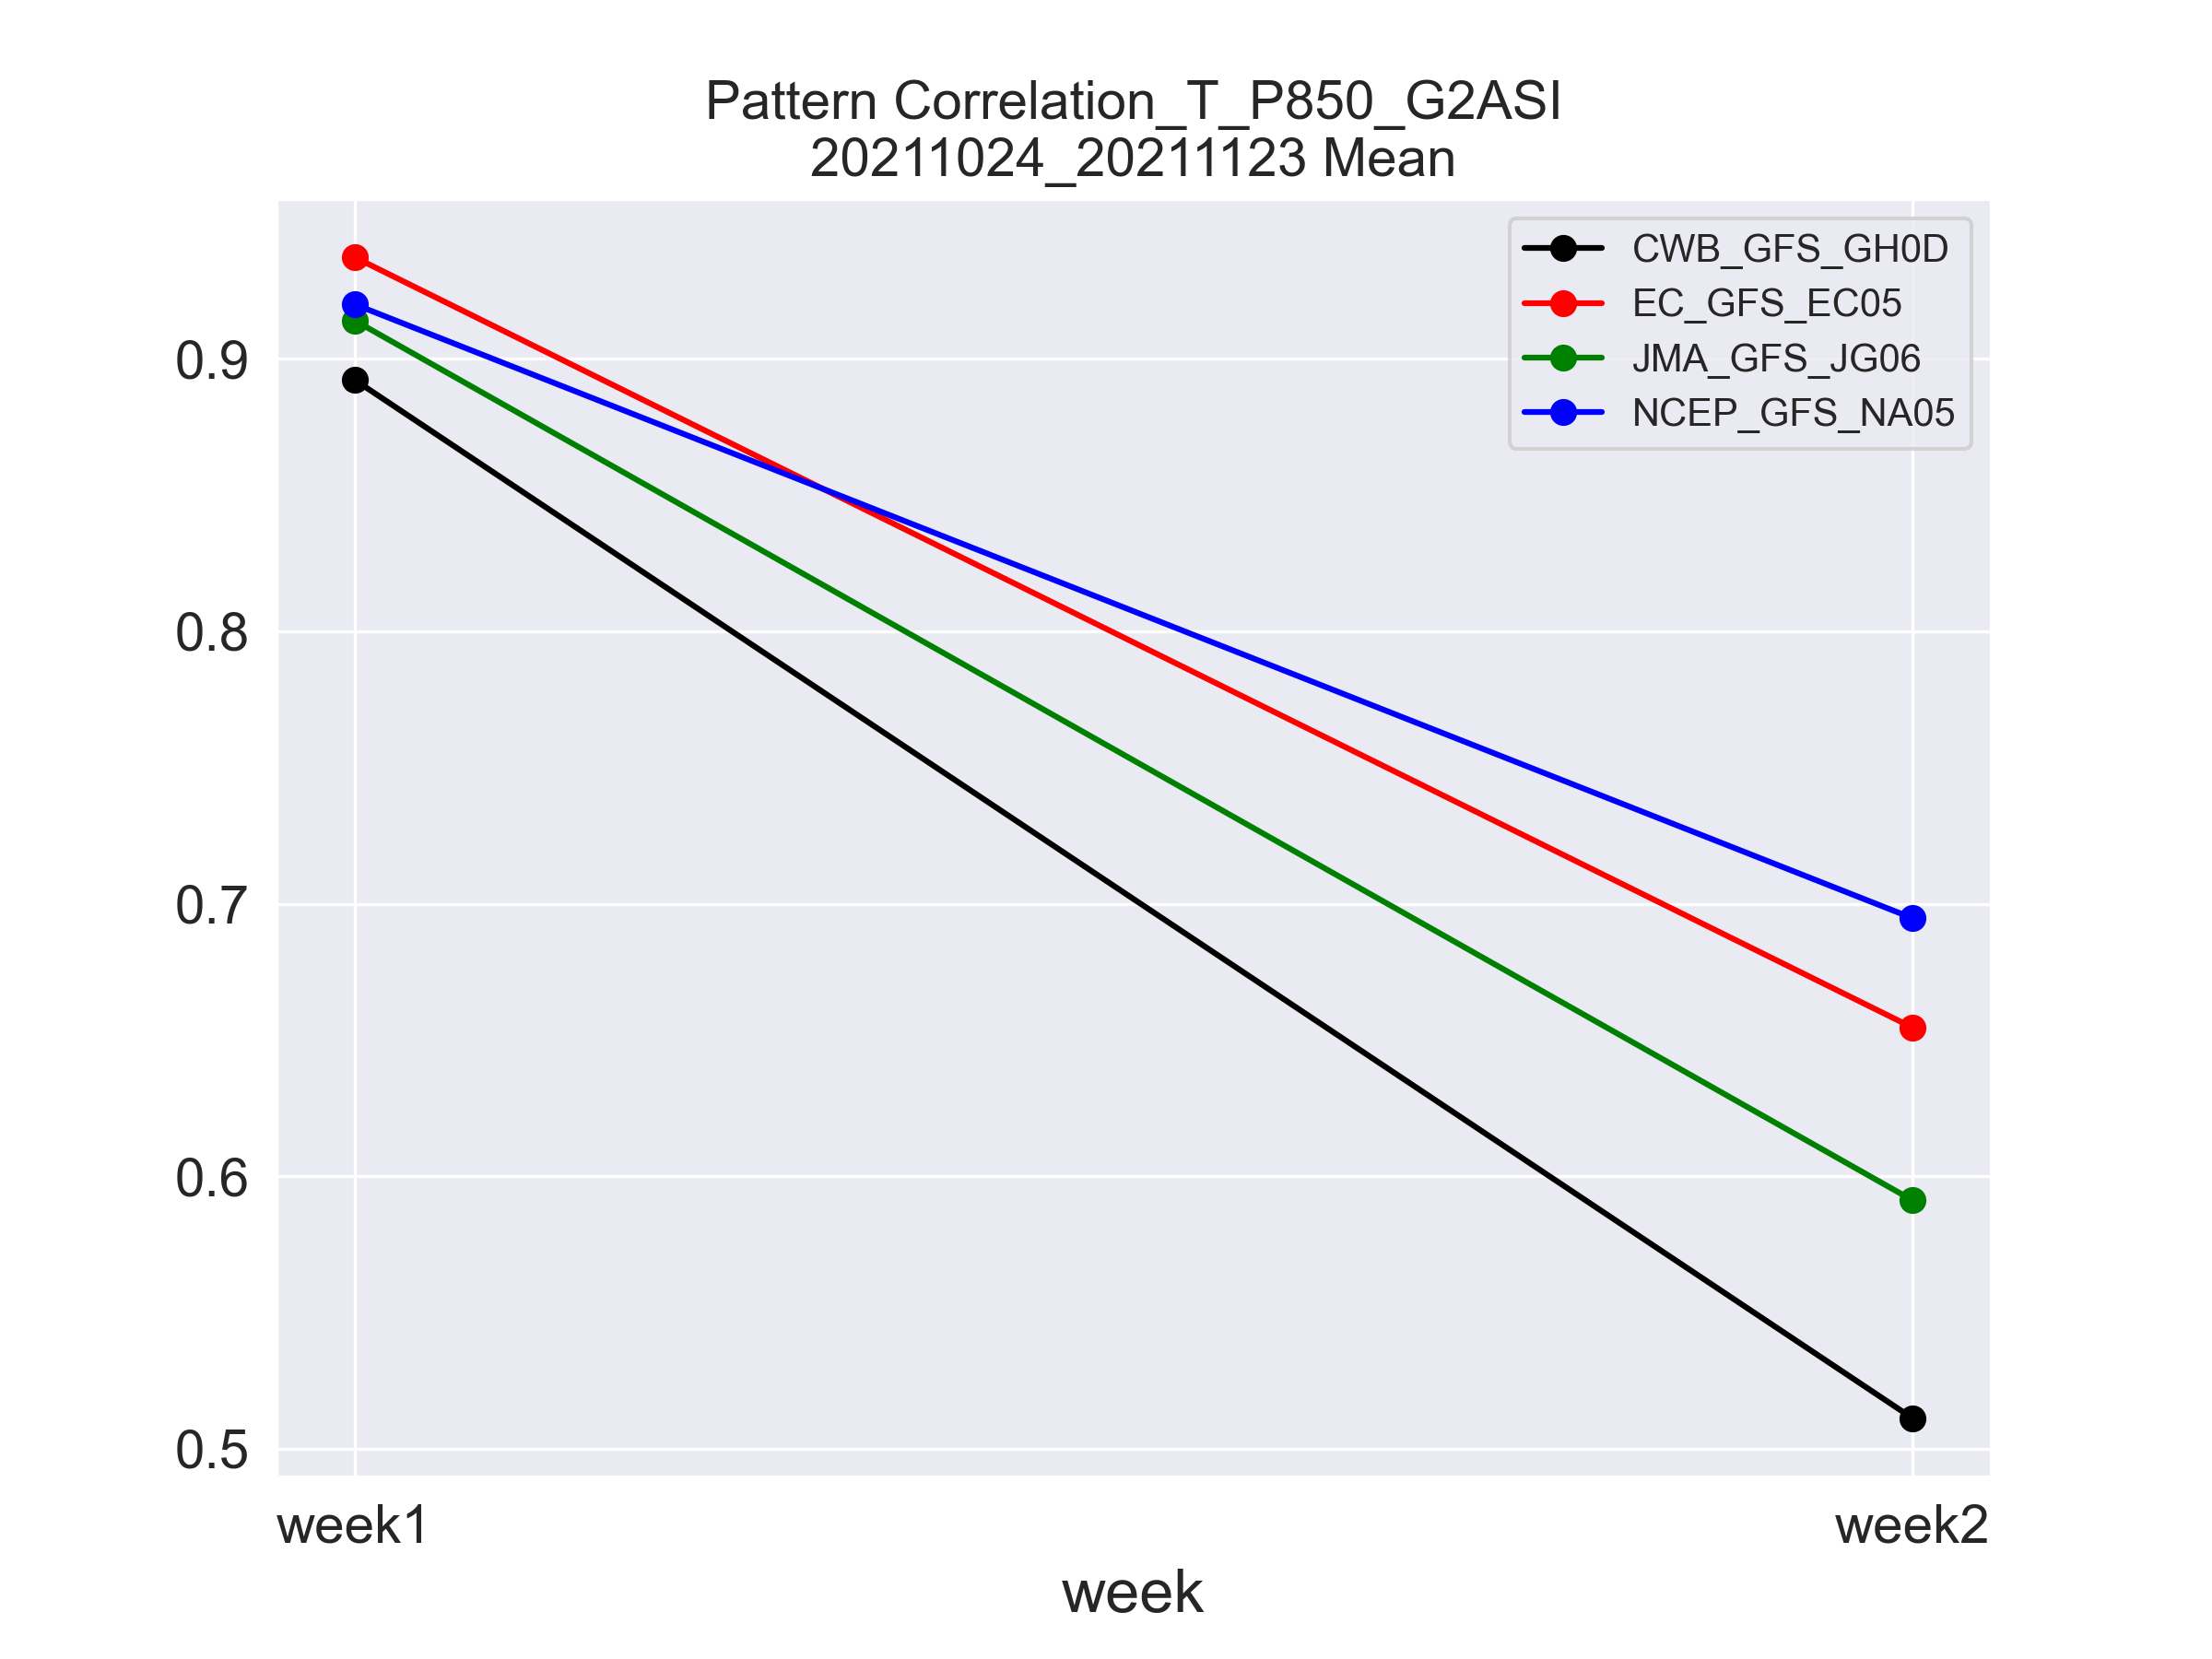 Pattern Correlation_T_P850_G2ASI
20211024_20211123 Mean
CWB_GFS_GH0D
EC_GFS_EC05
JMA_GFS_JG06
NCEP_GFS_NA05
0.9
0.8
0.7
0.6
0.5
week1
week2
week